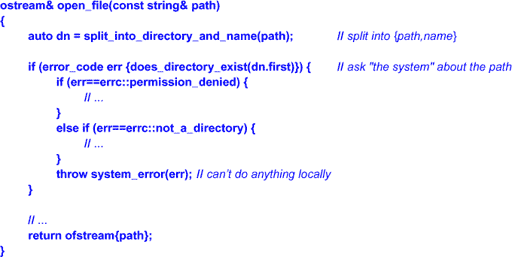 ostream& open_file(const string& path)
{
auto dn = split_into_directory_and_name(path); // split into {path,name}
if (error_code err {does_directory_exist(dn.first)}) { // ask "the system" about the path
if (err==errc::permission_denied) {
// ...
}
else if (err==errc::not_a_directory) {
// ...
}
throw system_error(err); // can't do anything locally
}
// ...
return ofstream{path};
}